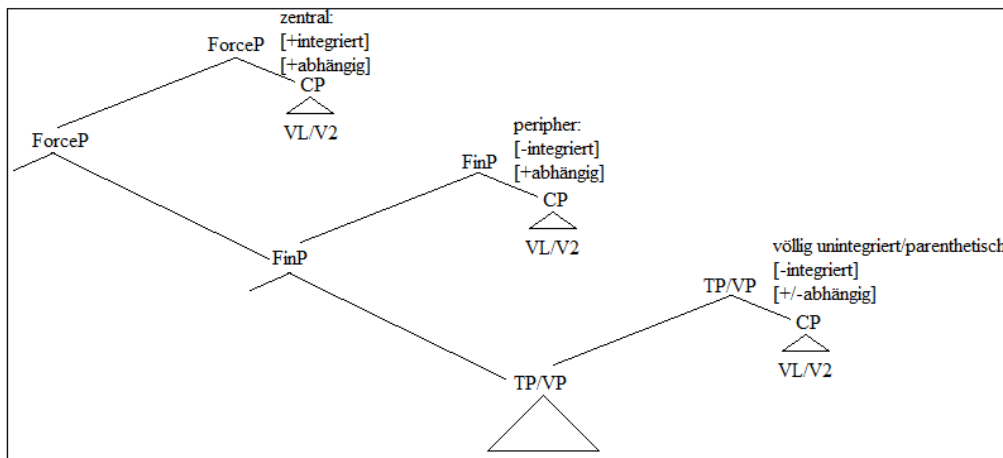 zentral:
[+integriert]
[+abhängig]
ForceP
CP
VL/V2
ForceP
peripher:
[-integriert]
[+abhängig]
FinP
CP
VL/V2
FinP
völlig unintegriert/parenthetisch
[-integriert]
[+/-abhängig]
TP/VP
CP
VL/V2
TP/VP